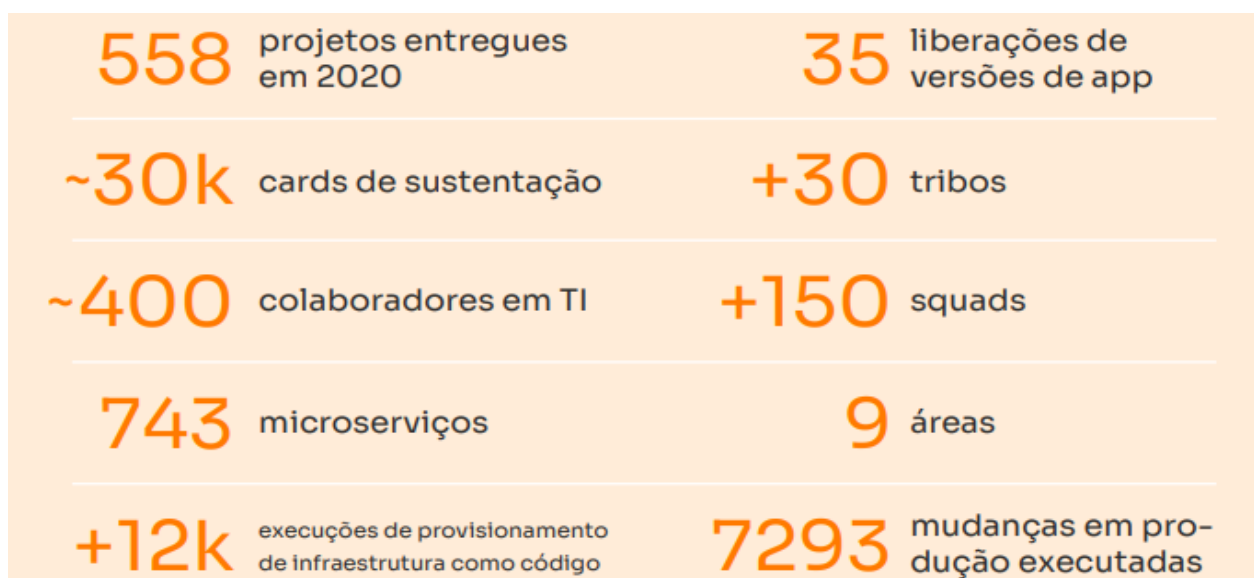 558 projetos entregues
em 2020
35 liberações de
versões de app
~30k cards de sustentação
+30 tribos
~400 colaboradores em TI
+150 squads
743 microserviços
9 áreas
+12k execuções de provisionamento
de infraestrutura como código
7293 mudanças em pro-
dução executadas